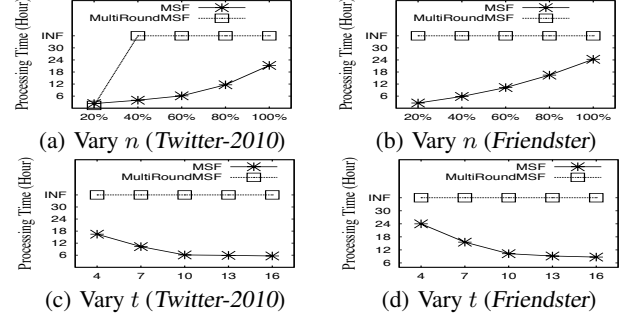 MSF
MultiRoundMSF
Processing Time (Hour)
INF
30
24
18
12
6
20% 40% 60% 80% 100%
(a) Vary n (Twitter-2010)
MSF
MultiRoundMSF
Processing Time (Hour)
INF
30
24
18
12
6
20% 40% 60% 80% 100%
(b) Vary n (Friendster)
MSF
MultiRoundMSF
Processing Time (Hour)
INF
30
24
18
12
6
4 7 10 13 16
(c) Vary t (Twitter-2010)
MSF
MultiRoundMSF
Processing Time (Hour)
INF
30
24
18
12
6
4 7 10 13 16
(d) Vary t (Friendster)